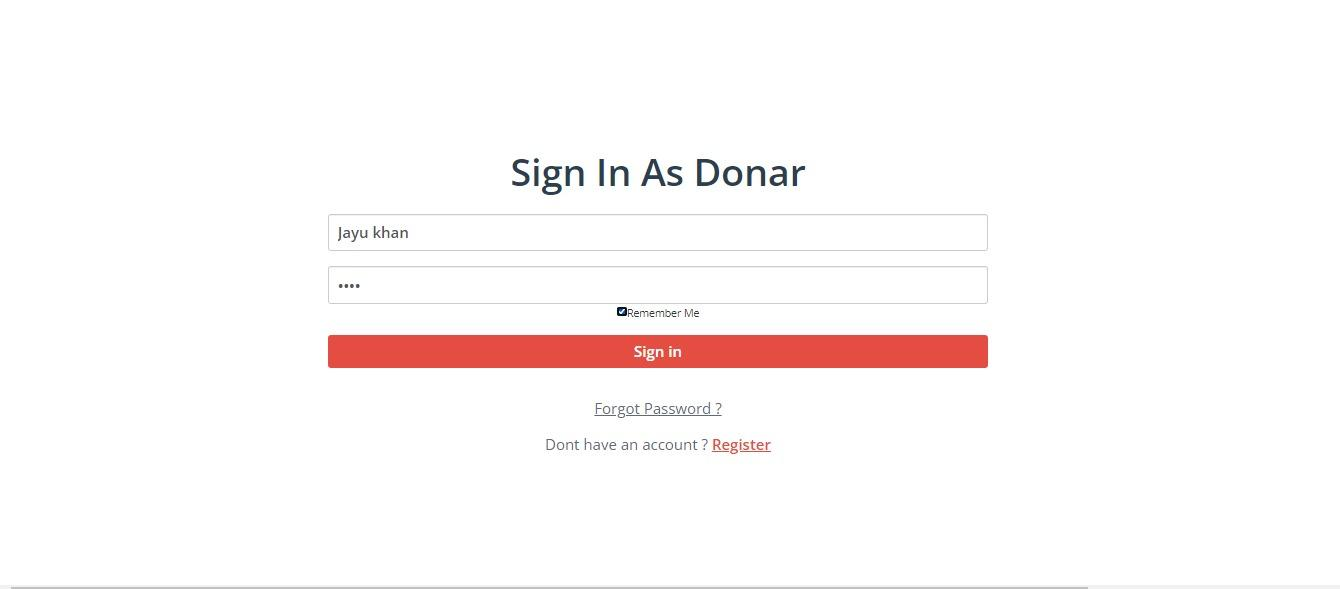 Sign In As Donar
Jayu khan
••••
Remember Me
Sign in
Forgot Password ?
Dont have an account ? Register